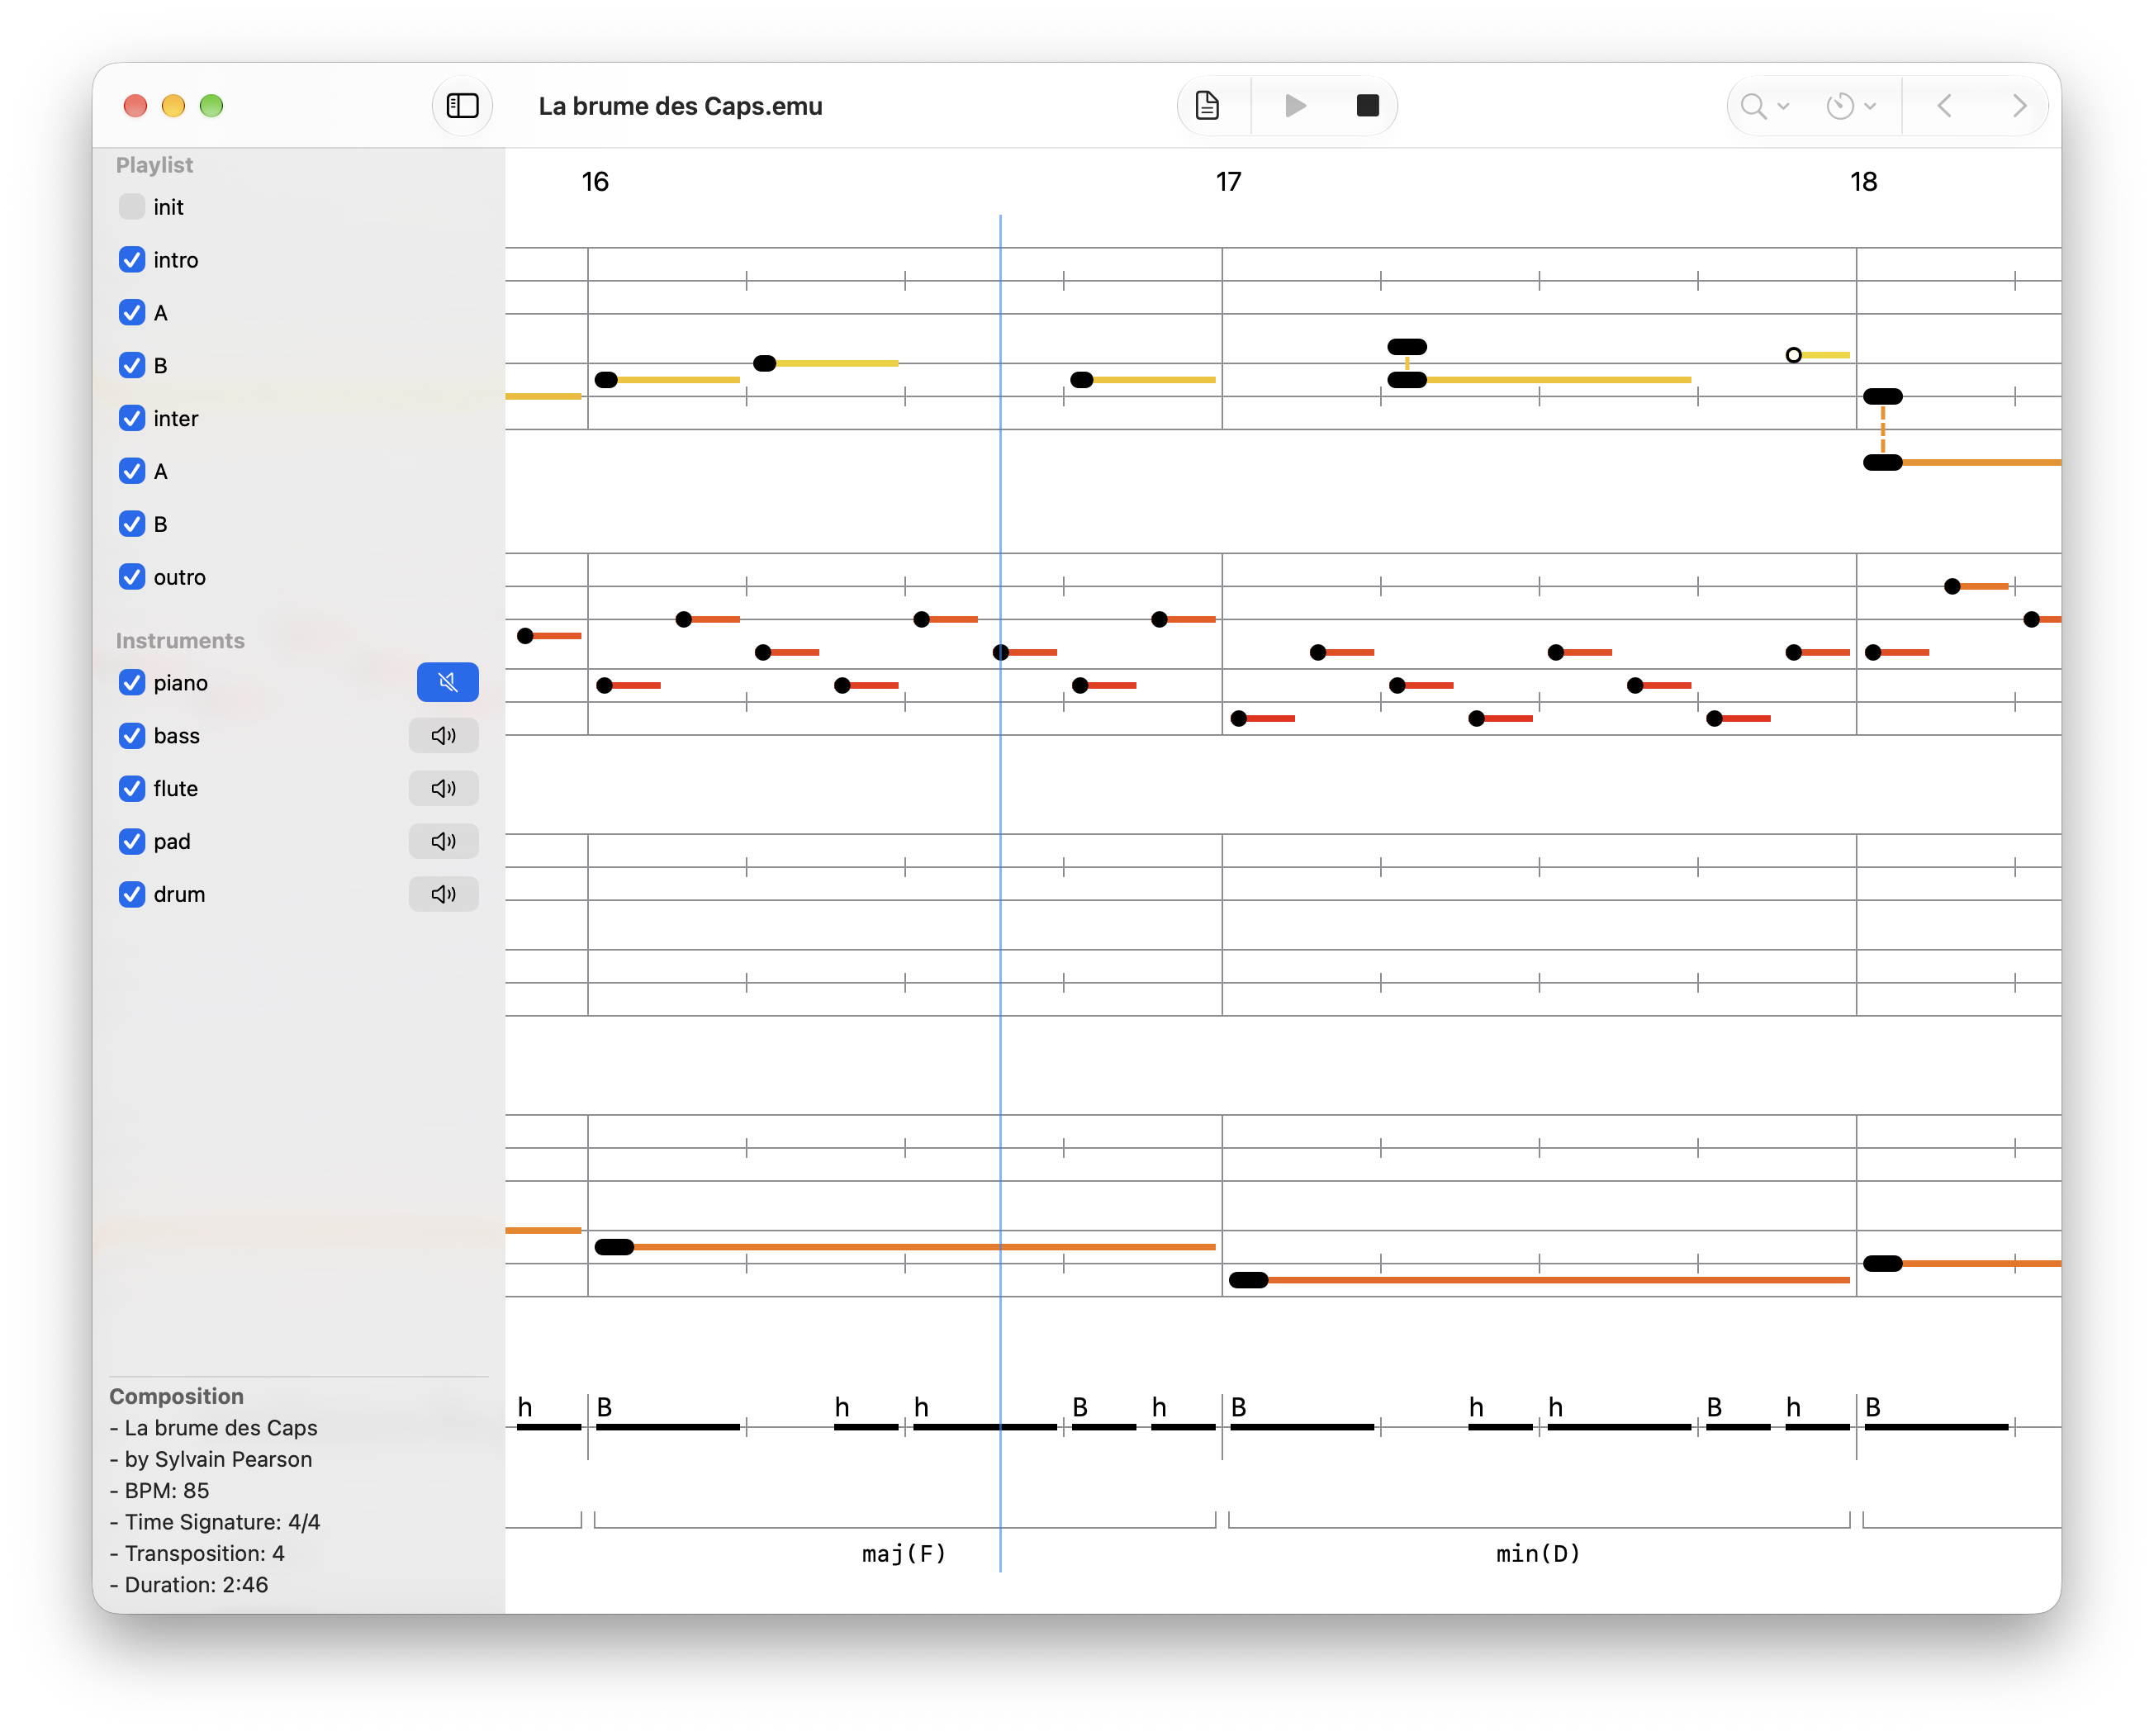 La brume des Caps.emu
Playlist
init
intro
A
B
inter
A
B
outro
Instruments
piano
bass
flute
pad
drum
Composition
- La brume des Caps
- by Sylvain Pearson
- BPM: 85
- Time Signature: 4/4
- Transposition: 4
- Duration: 2:46
16 17 18
h B h h B h B h h B h B
maj(F) min(D)